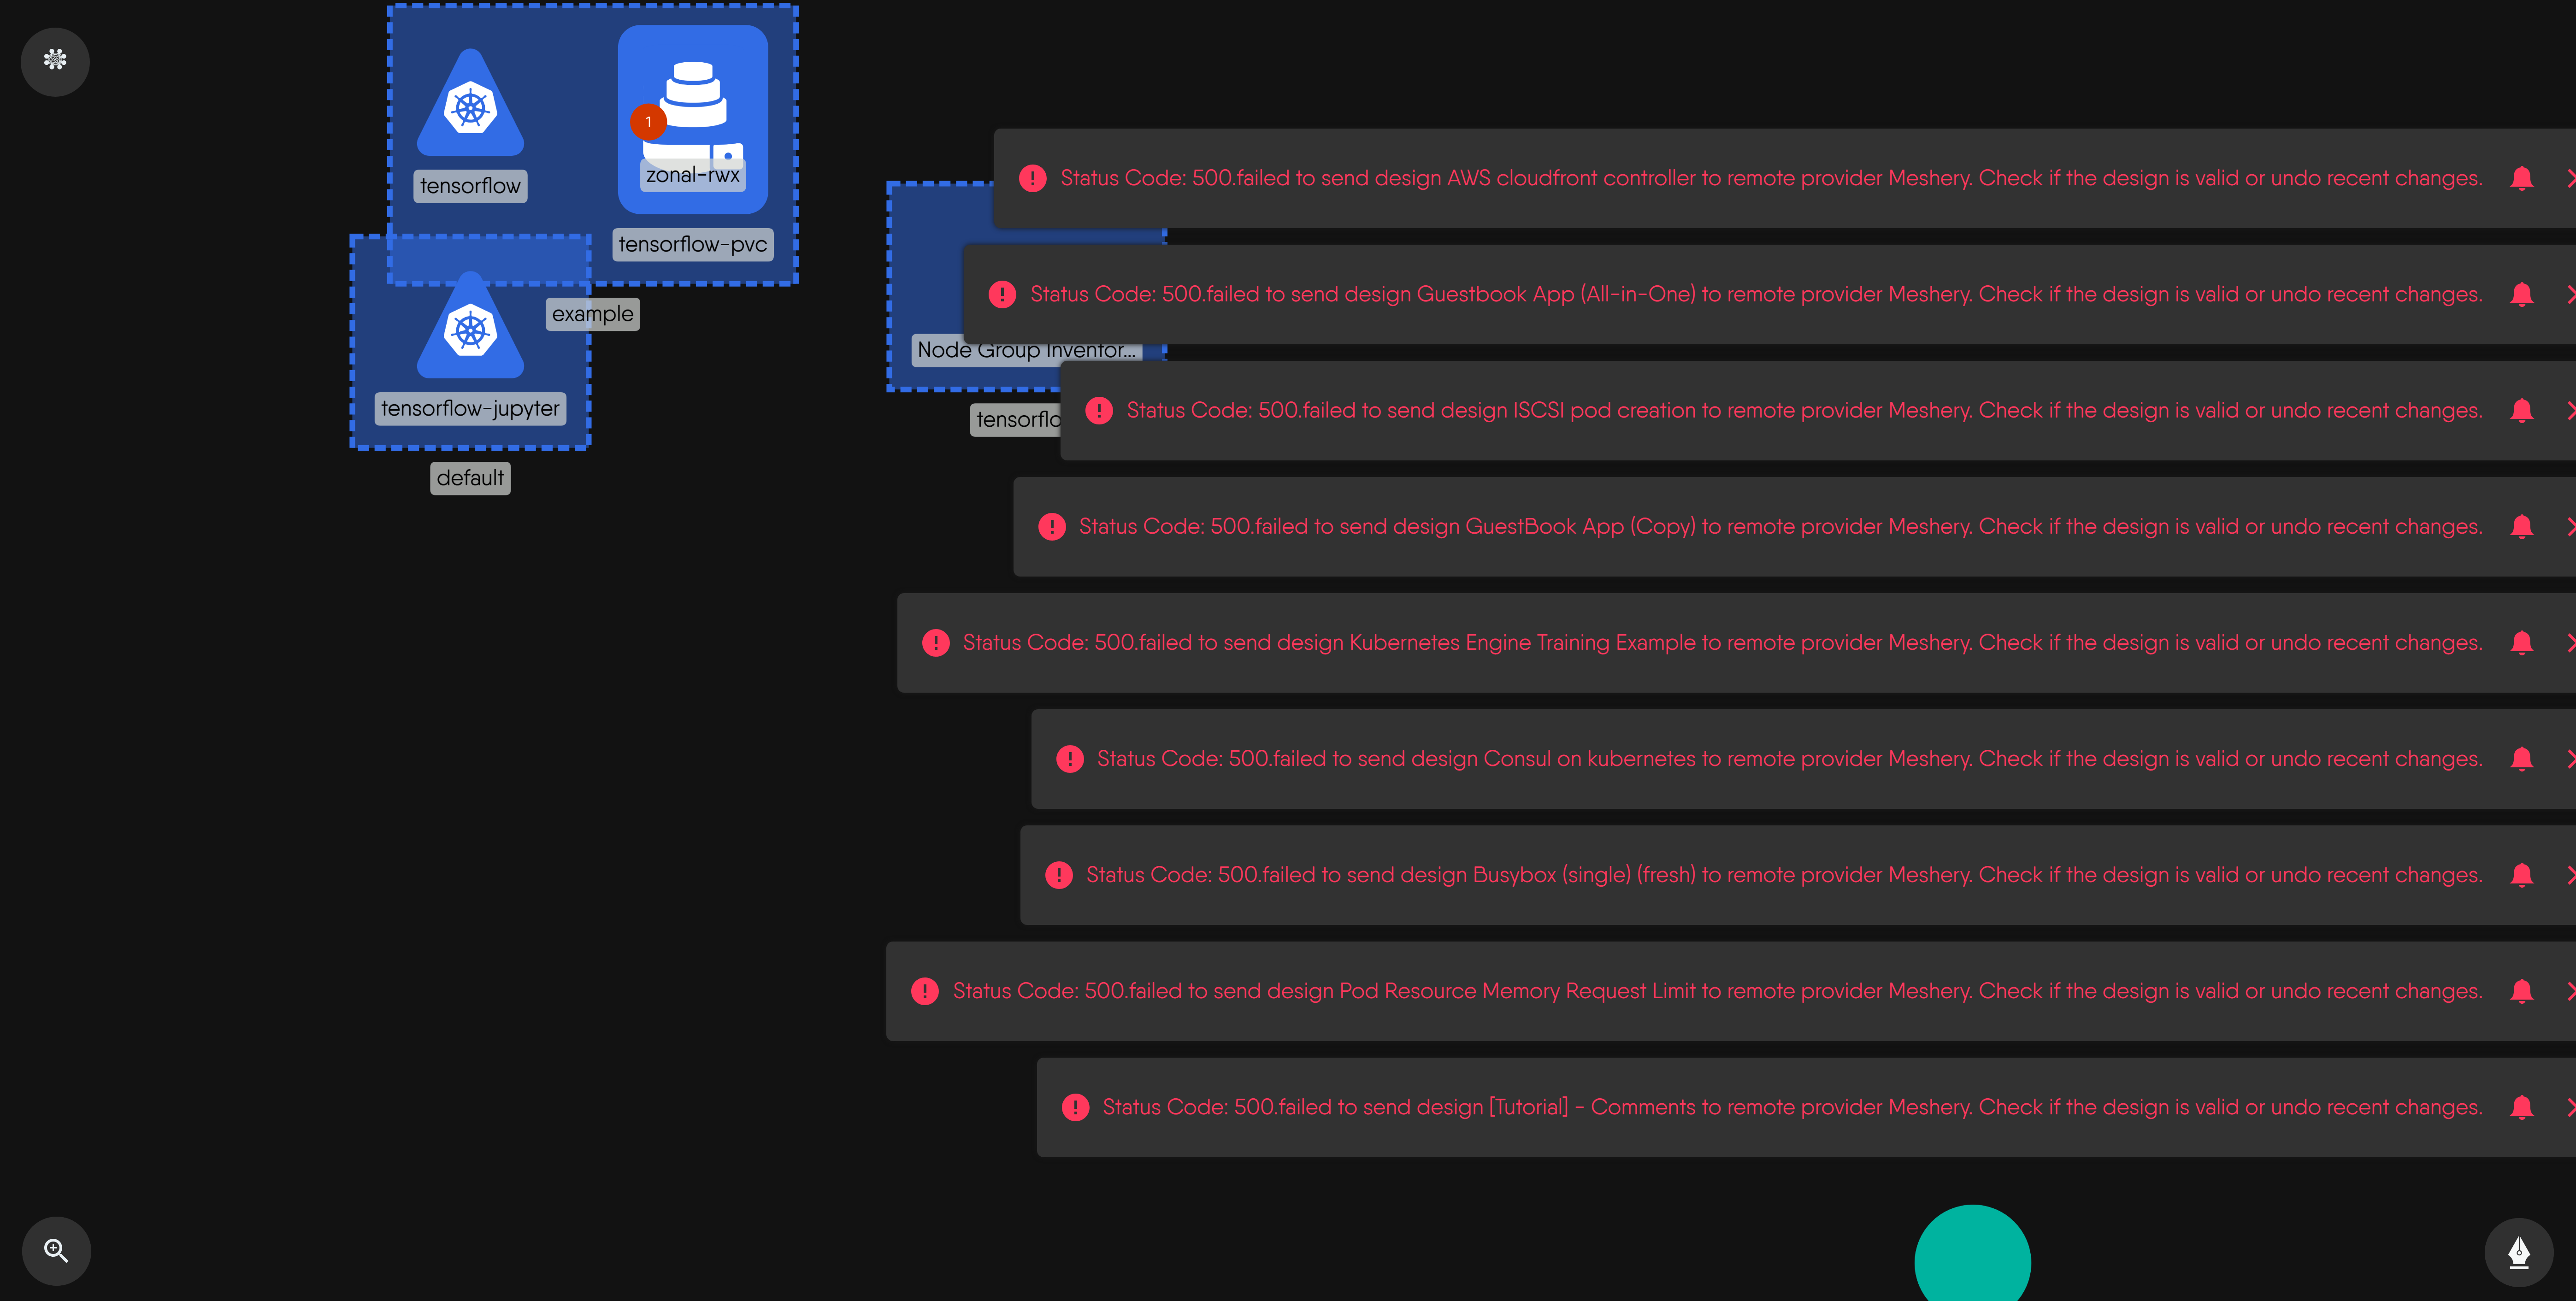 1
tensorflow
zonal-rwx
tensorflow-pvc
example
tensorflow-jupyter
default
Node Group Inventor...
tensorflo
Status Code: 500.failed to send design AWS cloudfront controller to remote provider Meshery. Check if the design is valid or undo recent changes.
Status Code: 500.failed to send design Guestbook App (All-in-One) to remote provider Meshery. Check if the design is valid or undo recent changes.
Status Code: 500.failed to send design ISCSI pod creation to remote provider Meshery. Check if the design is valid or undo recent changes.
Status Code: 500.failed to send design GuestBook App (Copy) to remote provider Meshery. Check if the design is valid or undo recent changes.
Status Code: 500.failed to send design Kubernetes Engine Training Example to remote provider Meshery. Check if the design is valid or undo recent changes.
Status Code: 500.failed to send design Consul on kubernetes to remote provider Meshery. Check if the design is valid or undo recent changes.
Status Code: 500.failed to send design Busybox (single) (fresh) to remote provider Meshery. Check if the design is valid or undo recent changes.
Status Code: 500.failed to send design Pod Resource Memory Request Limit to remote provider Meshery. Check if the design is valid or undo recent changes.
Status Code: 500.failed to send design [Tutorial] - Comments to remote provider Meshery. Check if the design is valid or undo recent changes.